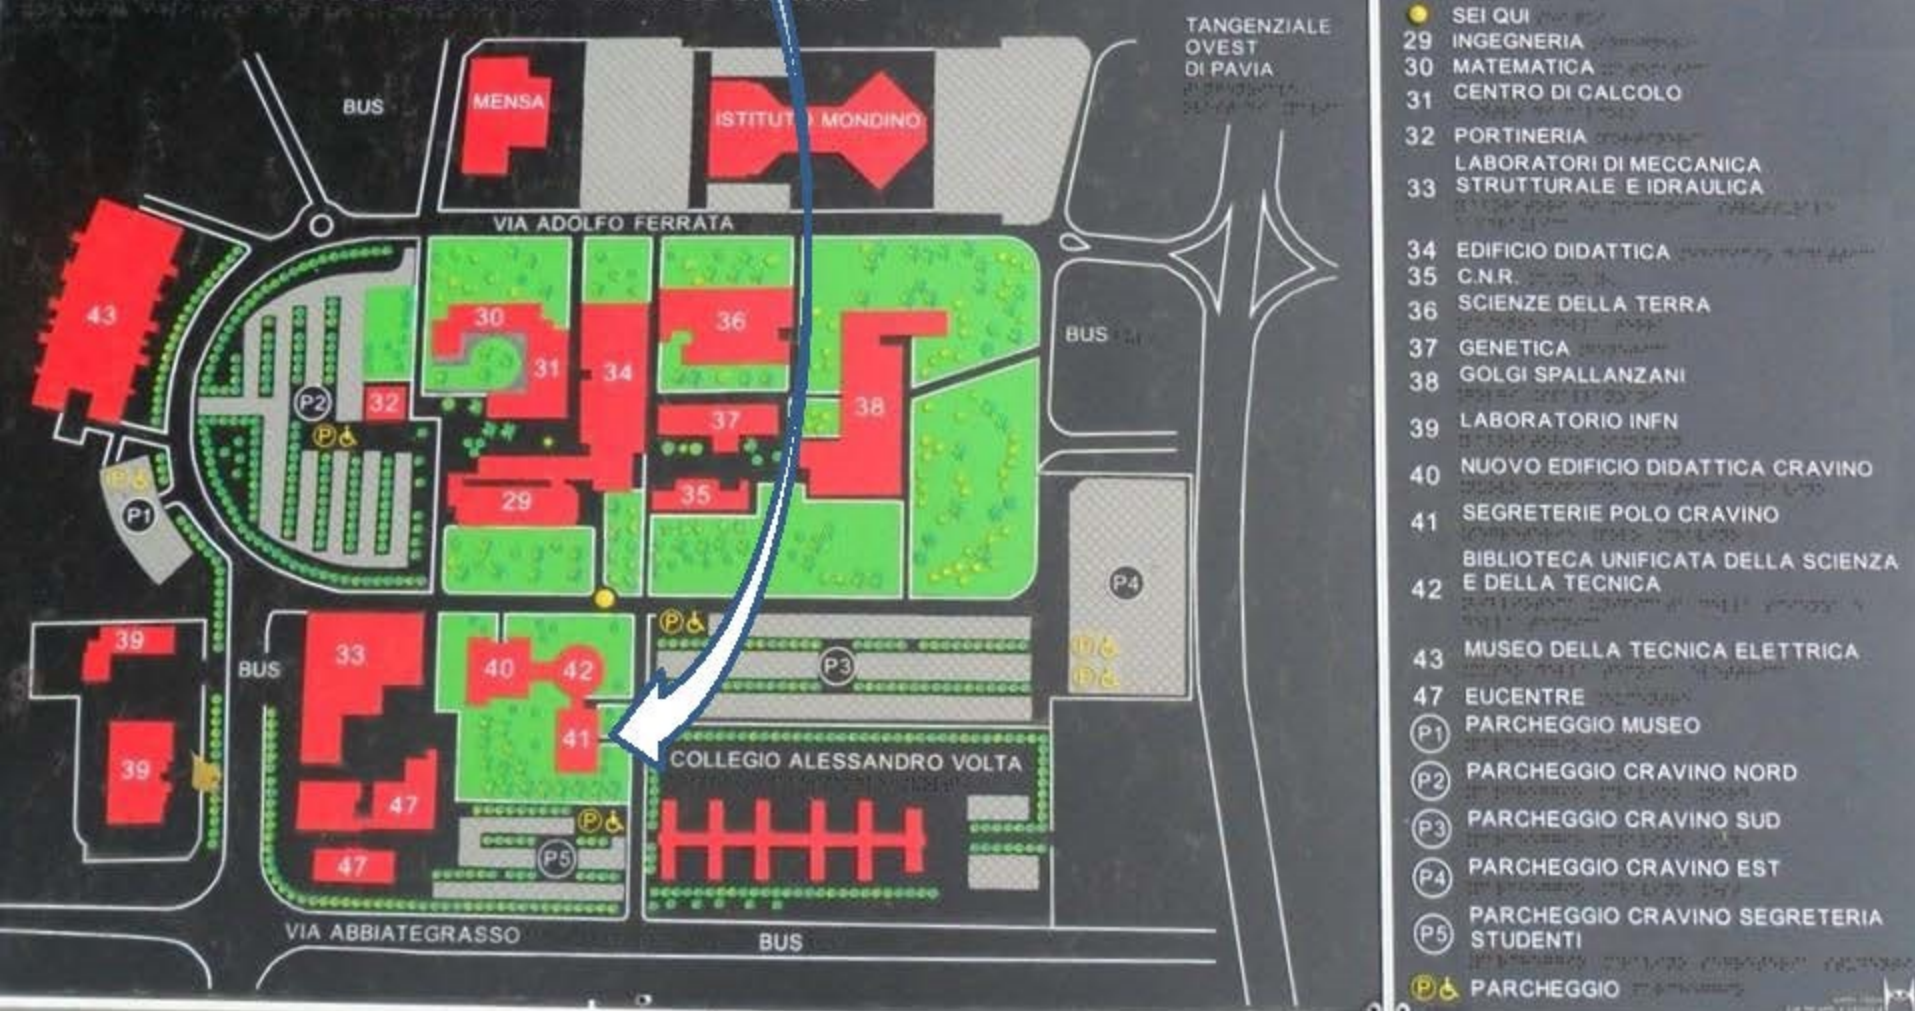 TANGENZIALE
OVEST
DI PAVIA
BUS
MENSA
ISTITUTO MONDINO
VIA ADOLFO FERRATA
43
30
31
34
36
BUS
P2
32
37
38
29
35
P1
P4
39
BUS
33
40
42
P3
41
COLLEGIO ALESSANDRO VOLTA
39
47
P
P5
47
VIA ABBIATEGRASSO
BUS
SEI QUI
29 INGEGNERIA
30 MATEMATICA
31 CENTRO DI CALCOLO
32 PORTINERIA
LABORATORI DI MECCANICA
33 STRUTTURALE E IDRAULICA
34 EDIFICIO DIDATTICA
35 C.N.R.
36 SCIENZE DELLA TERRA
37 GENETICA
38 GOLGI SPALLANZANI
39 LABORATORIO INFN
40 NUOVO EDIFICIO DIDATTICA CRAVINO
41 SEGRETERIE POLO CRAVINO
BIBLIOTECA UNIFICATA DELLA SCIENZA
42 E DELLA TECNICA
43 MUSEO DELLA TECNICA ELETTRICA
47 EUCENTRE
P1 PARCHEGGIO MUSEO
P2 PARCHEGGIO CRAVINO NORD
P3 PARCHEGGIO CRAVINO SUD
P4 PARCHEGGIO CRAVINO EST
P5 PARCHEGGIO CRAVINO SEGRETERIA
STUDENTI
P PARCHEGGIO